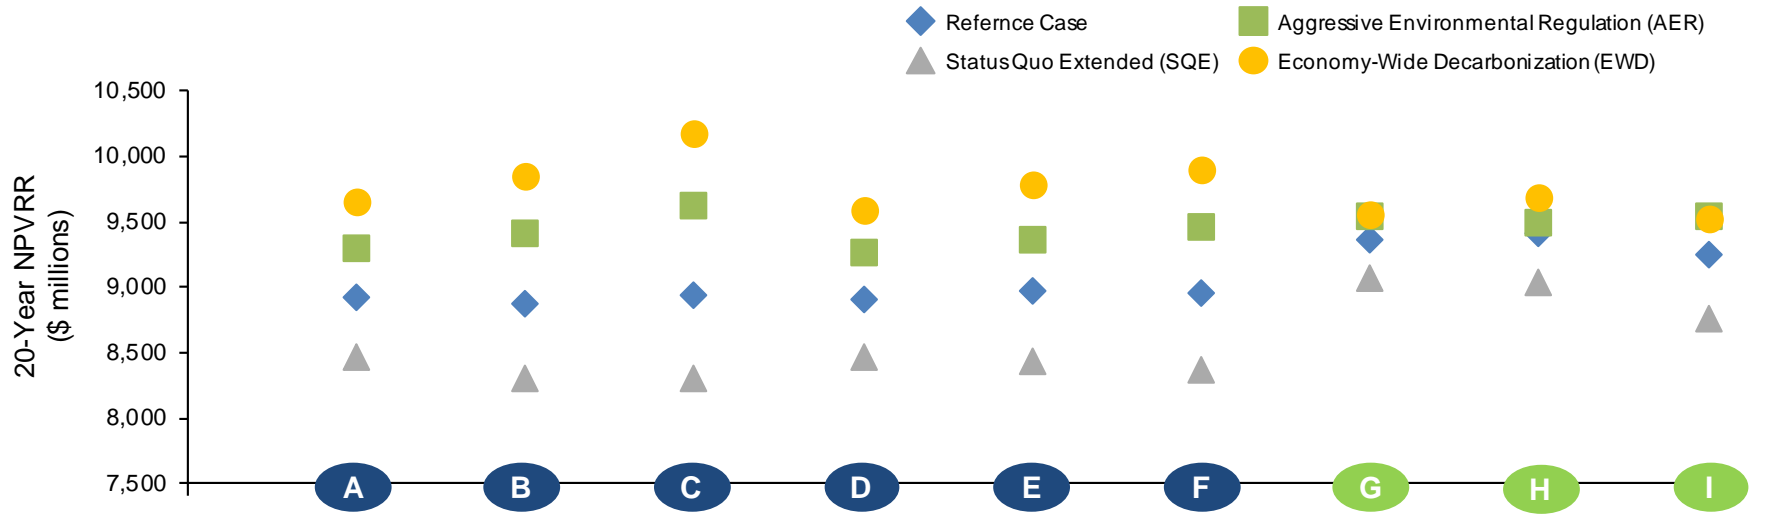 Refernce Case
Aggressive Environmental Regulation (AER)
Status Quo Extended (SQE)
Economy-Wide Decarbonization (EWD)
20-Year NPVRR
($ millions)
10,500
10,000
9,500
9,000
8,500
8,000
7,500
A B C D E F G H I